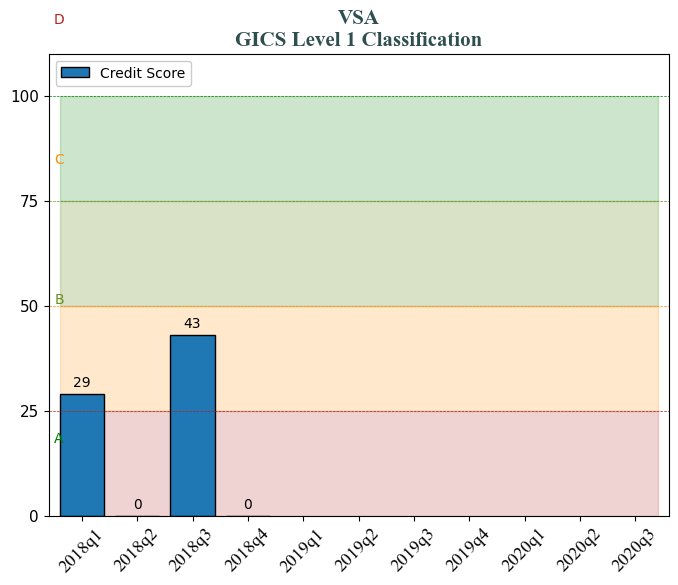 D
VSA
GICS Level 1 Classification
Credit Score
100
C
75
B
50
43
29
25
A
0
0
0
2018q1
2018q2
2018q3
2018q4
2019q1
2019q2
2019q3
2019q4
2020q1
2020q2
2020q3